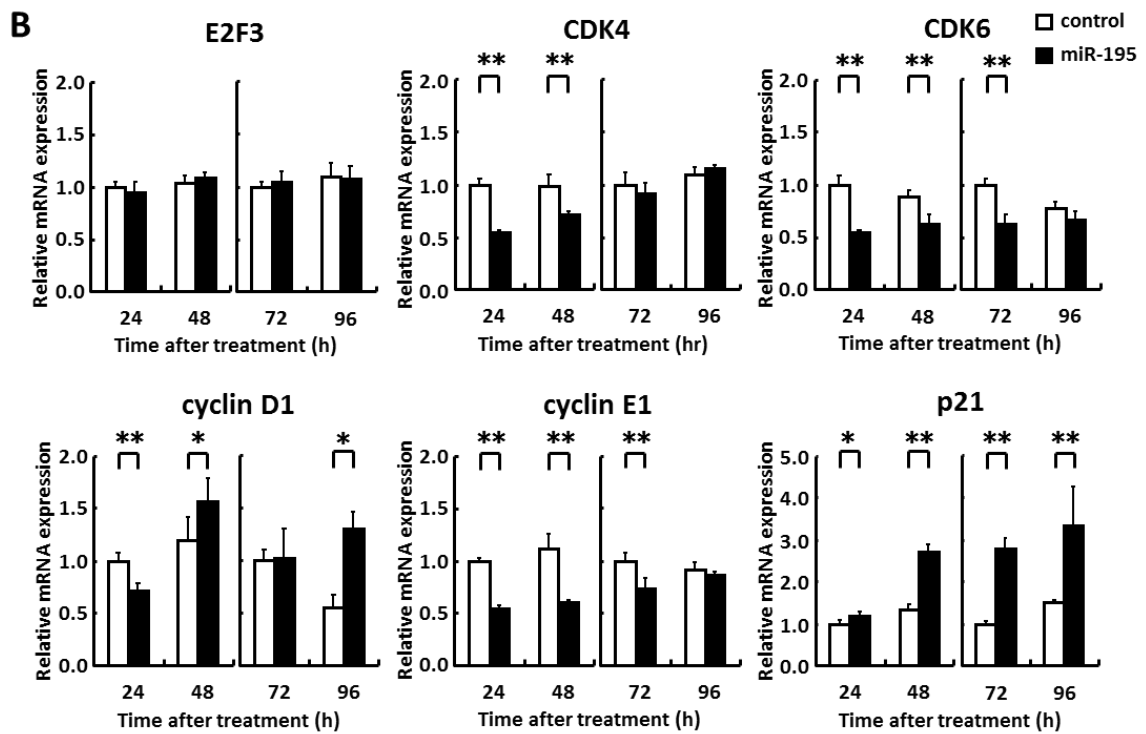 B
E2F3
CDK4
CDK6
control
miR-195
** **
** ** **
Relative mRNA expression
2.0
1.5
1.0
0.5
0.0
24 48 72 96
Time after treatment (h)
Relative mRNA expression
2.0
1.5
1.0
0.5
0.0
24 48 72 96
Time after treatment (hr)
Relative mRNA expression
2.0
1.5
1.0
0.5
0.0
24 48 72 96
Time after treatment (h)
cyclin D1
** * *
Relative mRNA expression
2.0
1.5
1.0
0.5
0.0
24 48 72 96
Time after treatment (h)
cyclin E1
** ** **
Relative mRNA expression
2.0
1.5
1.0
0.5
0.0
24 48 72 96
Time after treatment (h)
p21
* ** ** **
Relative mRNA expression
5.0
4.0
3.0
2.0
1.0
0.0
24 48 72 96
Time after treatment (h)